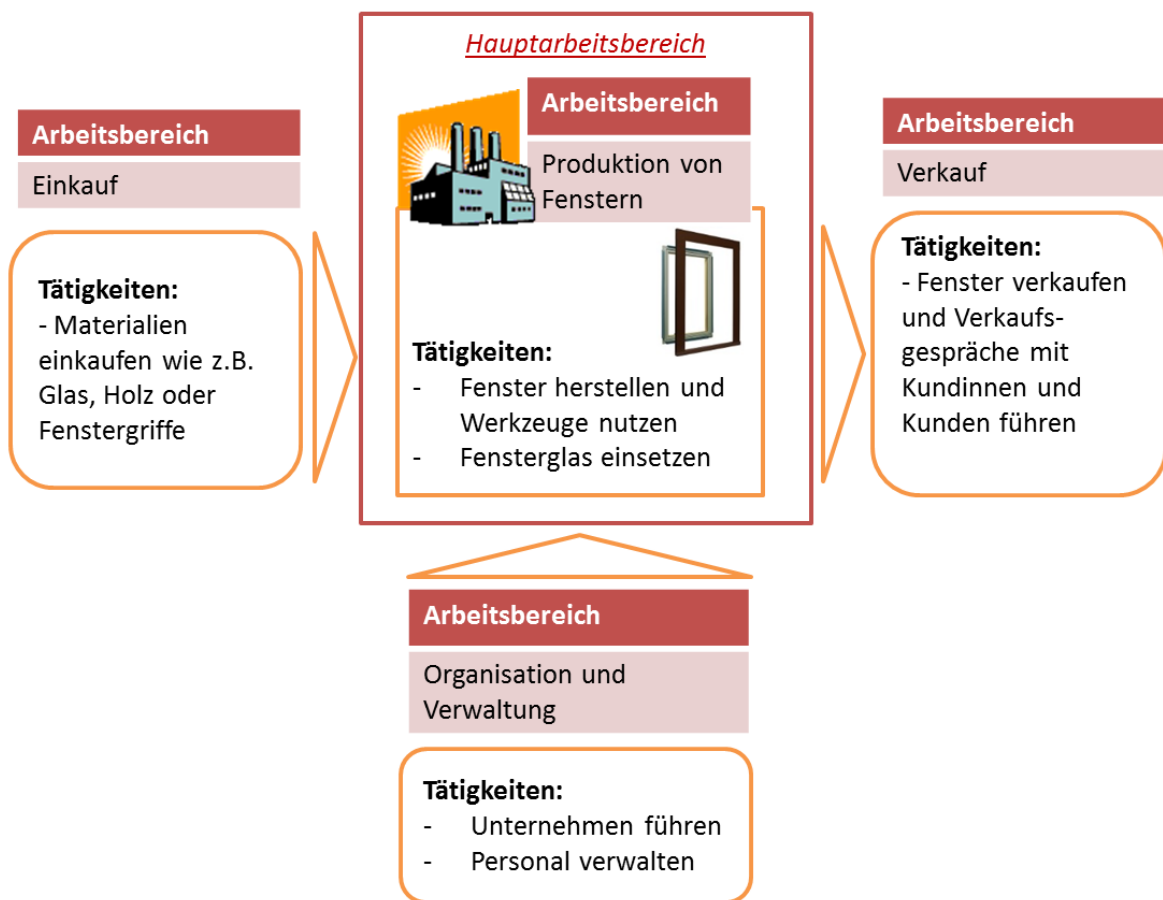 Hauptarbeitsbereich
Arbeitsbereich
Einkauf
Tätigkeiten:
- Materialien
einkaufen wie z.B.
Glas, Holz oder
Fenstergriffe
Arbeitsbereich
Produktion von
Fenstern
Tätigkeiten:
- Fenster herstellen und
Werkzeuge nutzen
- Fensterglas einsetzen
Arbeitsbereich
Verkauf
Tätigkeiten:
- Fenster verkaufen
und Verkaufs-
gespräche mit
Kundinnen und
Kunden führen
Arbeitsbereich
Organisation und
Verwaltung
Tätigkeiten:
- Unternehmen führen
- Personal verwalten